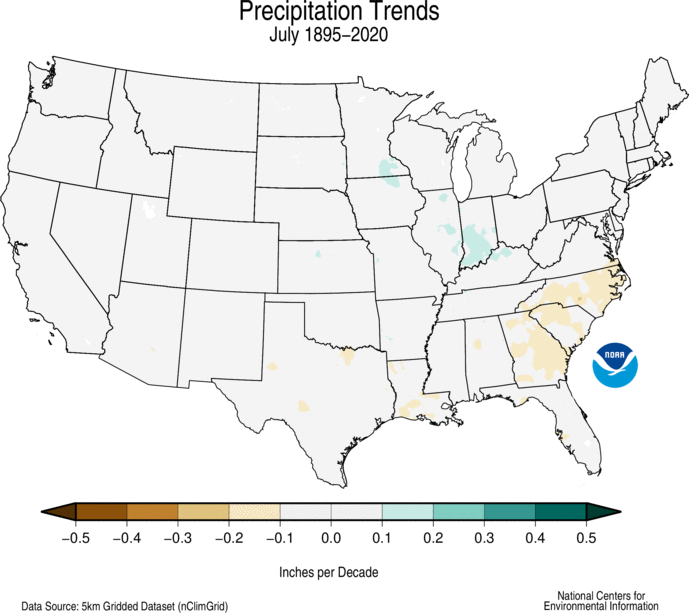 Precipitation Trends
July 1895–2020
NOAA
−0.5 −0.4 −0.3 −0.2 −0.1 0.0 0.1 0.2 0.3 0.4 0.5
Inches per Decade
National Centers for
Environmental Information
Data Source: 5km Gridded Dataset (nClimGrid)